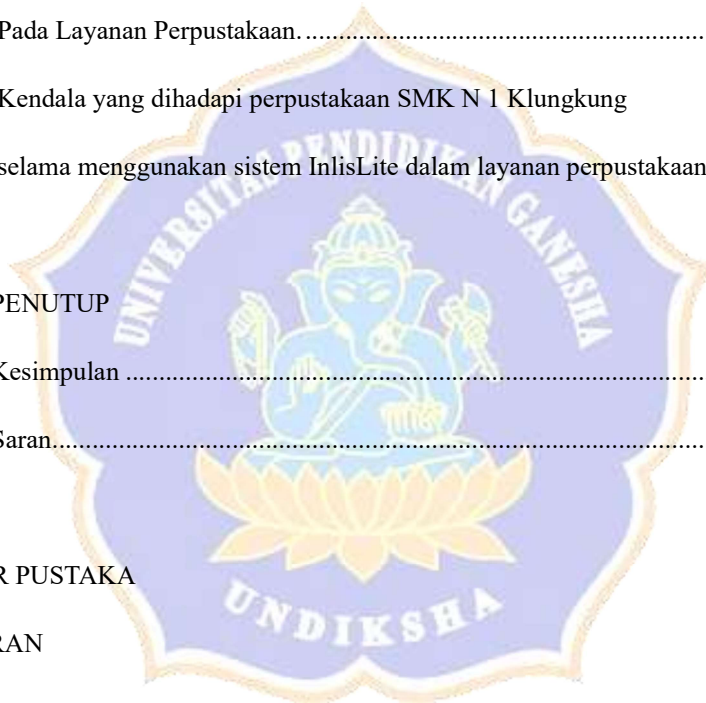 Pada Layanan Perpustakaan. ..............................................................
Kendala yang dihadapi perpustakaan SMK N 1 Klungkung
selama menggunakan sistem InlisLite dalam layanan perpustakaan
PENUTUP
Kesimpulan .........................................................................................
Saran....................................................................................................
R PUSTAKA
RAN
UNIVERSITAS PENDIDIKAN GANESHA
UNDIKSHA